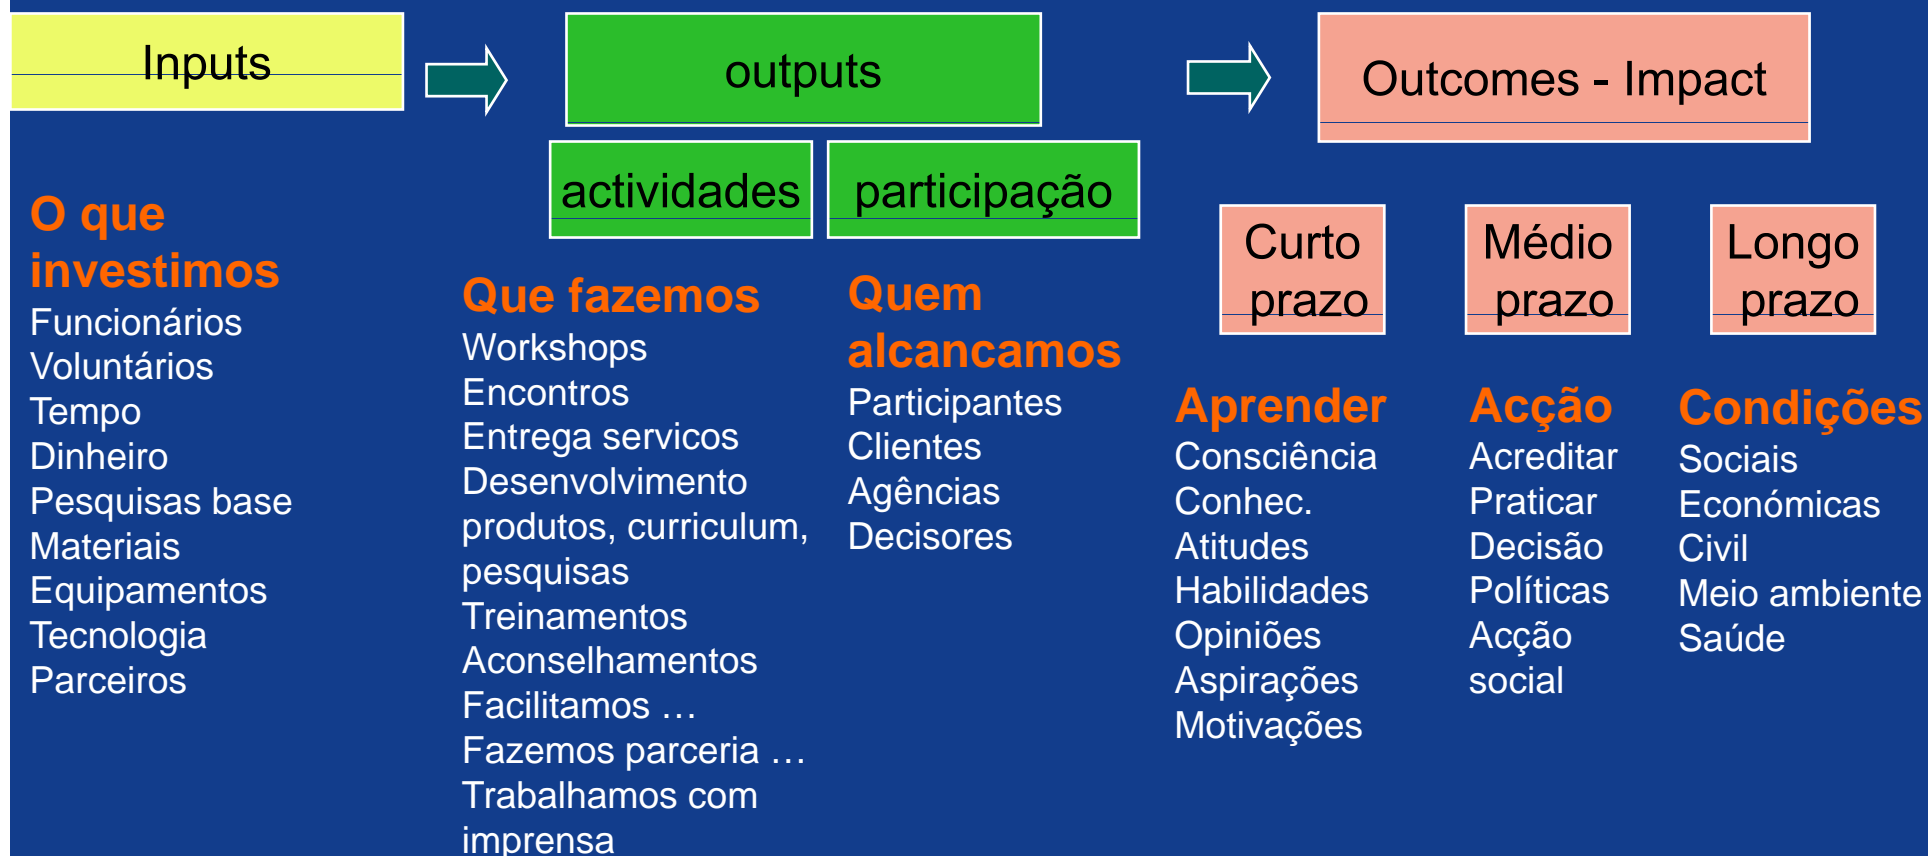 Inputs
outputs
Outcomes - Impact
actividades
participação
Curto
prazo
Médio
prazo
Longo
prazo
O que
investimos
Funcionários
Voluntários
Tempo
Dinheiro
Pesquisas base
Materiais
Equipamentos
Tecnologia
Parceiros
Que fazemos
Workshops
Encontros
Entrega servicos
Desenvolvimento
produtos, curriculum,
pesquisas
Treinamentos
Aconselhamentos
Facilitamos …
Fazemos parceria …
Trabalhamos com
imprensa
Quem
alcancamos
Participantes
Clientes
Agências
Decisores
Aprender
Consciência
Conhec.
Atitudes
Habilidades
Opiniões
Aspirações
Motivações
Acção
Acreditar
Praticar
Decisão
Políticas
Acção
social
Condições
Sociais
Económicas
Civil
Meio ambiente
Saúde